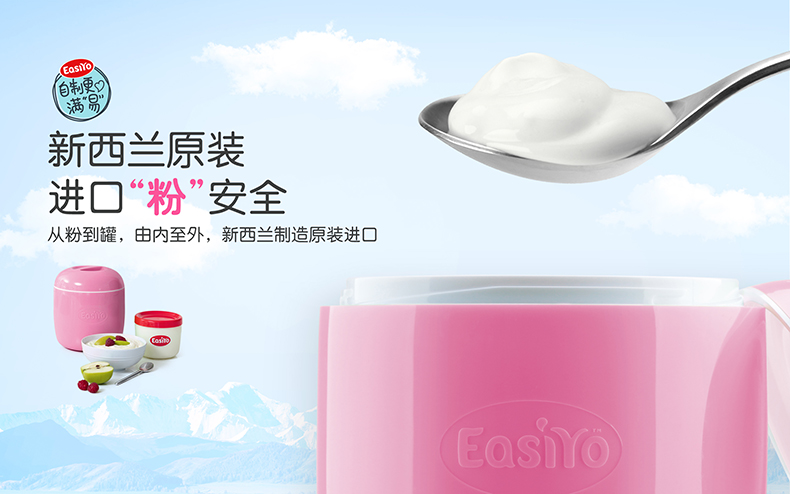 EasiYo
自制更
满“易”
新西兰原装
进口“粉”安全
从粉到罐，由内至外，新西兰制造原装进口
EasiYo
EasiYo
EasiYo